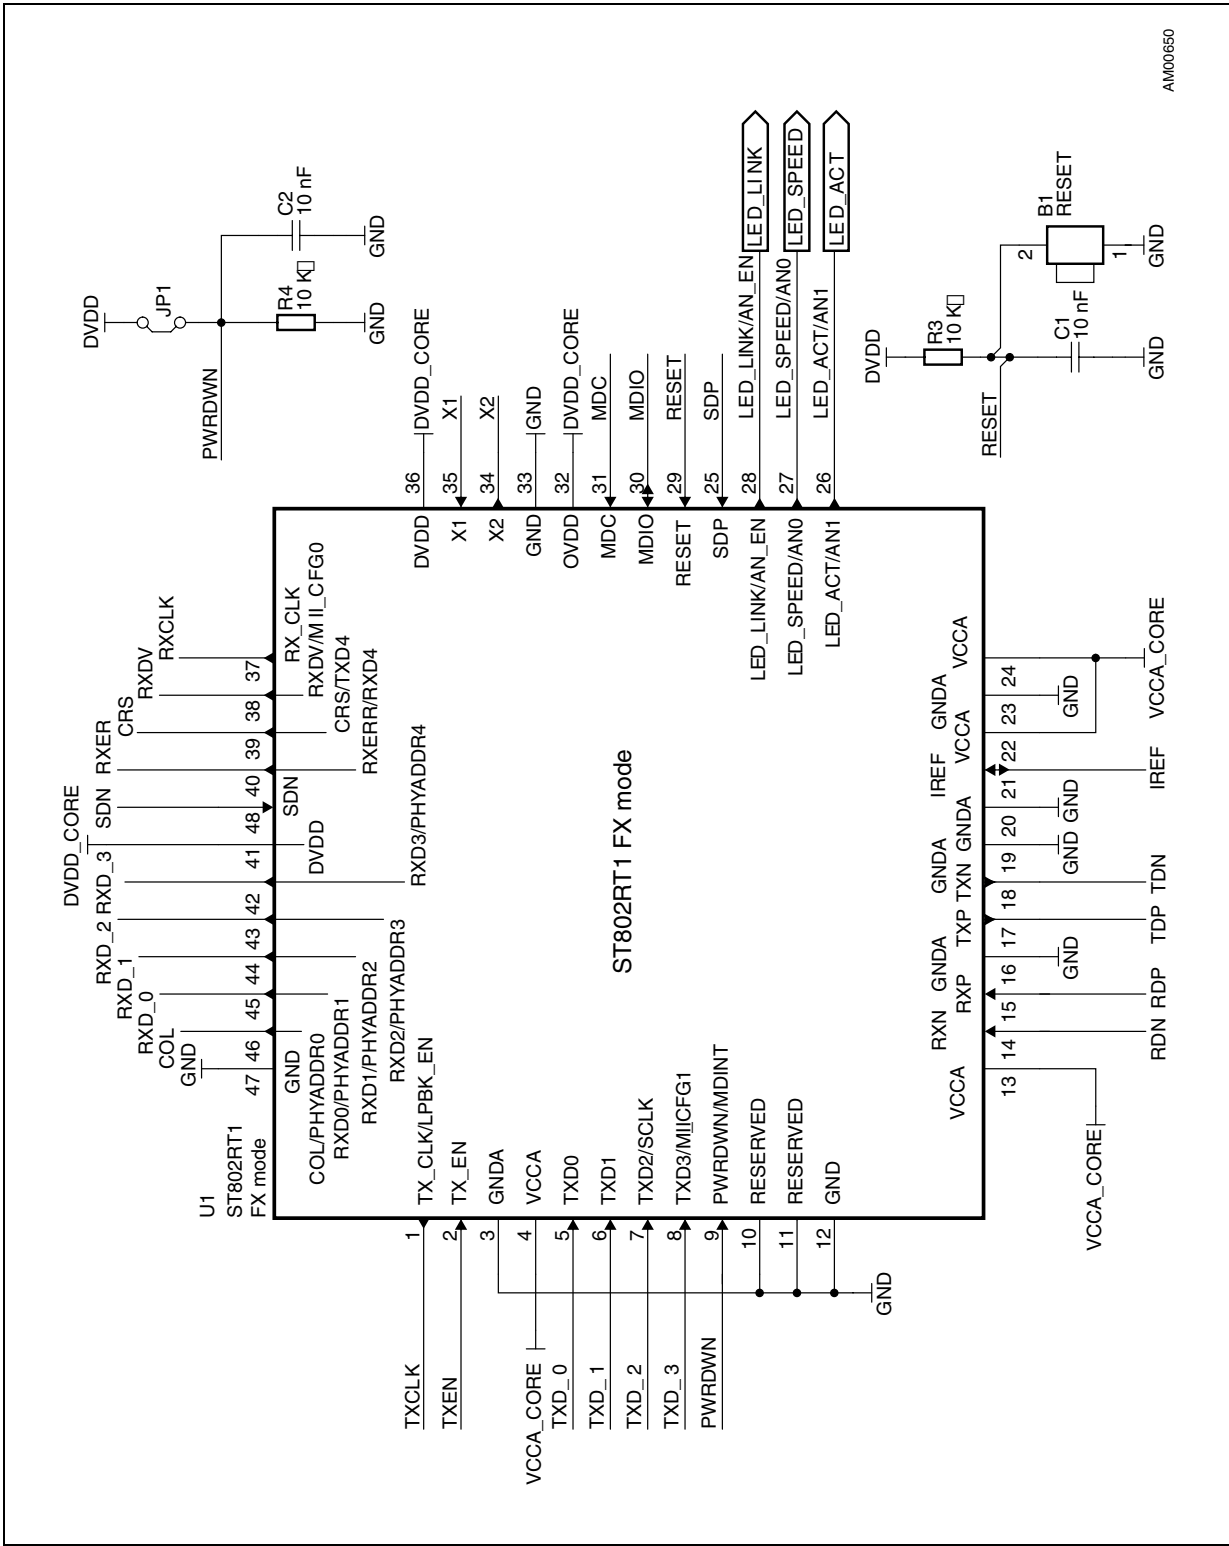 AM00650
DVDD
JP1
PWRDWN
R4
10 K□
GND
C2
10 nF
GND
U1
ST802RT1
FX mode
ST802RT1 FX mode
TXCLK
1
TX_CLK/LPBK_EN
TXEN
2
TX_EN
3
GNDA
VCCA_CORE
4
VCCA
TXD_0
5
TXD0
TXD_1
6
TXD1
TXD_2
7
TXD2/SCLK
TXD_3
8
TXD3/MIICFG1
PWRDWN
9
PWRDWN/MDINT
10
RESERVED
11
RESERVED
12
GND
GND
GND
47
GND
COL
46
COL/PHYADDR0
RXD_0
45
RXD0/PHYADDR1
RXD_1
44
RXD1/PHYADDR2
RXD_2
43
RXD2/PHYADDR3
RXD_3
42
RXD3/PHYADDR4
DVDD_CORE
41
DVDD
SDN
48
SDN
RXER
40
RXERR/RXD4
CRS
39
CRS/TXD4
RXDV
38
RXDV/MII_CFG0
RXCLK
37
RX_CLK
DVDD
36
DVDD_CORE
X1
35
X1
X2
34
X2
GND
33
GND
OVDD
32
DVDD_CORE
MDC
31
MDC
MDIO
30
MDIO
RESET
29
RESET
SDP
25
SDP
LED_LINK/AN_EN
28
LED_LINK/AN_EN
LED_LINK
LED_SPEED/AN0
27
LED_SPEED/AN0
LED_SPEED
LED_ACT/AN1
26
LED_ACT/AN1
LED_ACT
VCCA
13
VCCA_CORE
RXN
14
RDN
RXP
15
RDP
GNDA
16
GND
TXP
17
TDP
TXN
18
TDN
GNDA
19
GND
GNDA
20
GND
IREF
21
IREF
VCCA
22
GNDA
23
GND
VCCA
24
VCCA_CORE
DVDD
R3
10 K□
RESET
C1
10 nF
GND
2
B1
RESET
1
GND